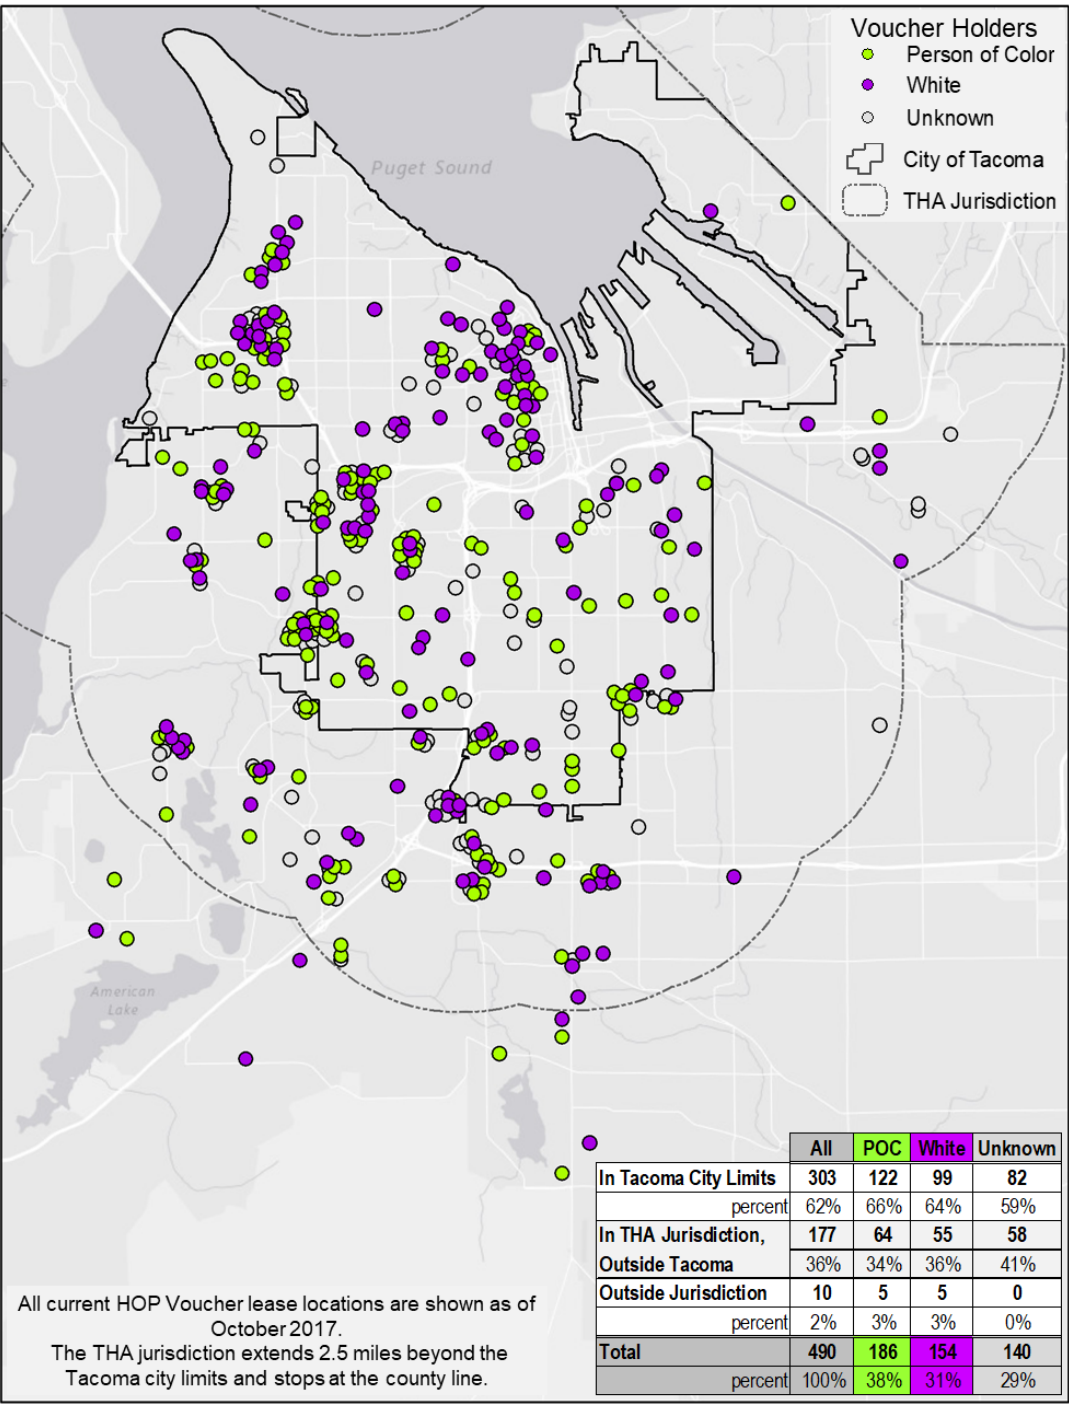 Voucher Holders
Person of Color
White
Unknown
City of Tacoma
THA Jurisdiction
Puget Sound
American
Lake
All POC White Unknown
In Tacoma City Limits 303 122 99 82
percent 62% 66% 64% 59%
In THA Jurisdiction, 177 64 55 58
Outside Tacoma 36% 34% 36% 41%
Outside Jurisdiction 10 5 5 0
percent 2% 3% 3% 0%
Total 490 186 154 140
percent 100% 38% 31% 29%
All current HOP Voucher lease locations are shown as of
October 2017.
The THA jurisdiction extends 2.5 miles beyond the
Tacoma city limits and stops at the county line.